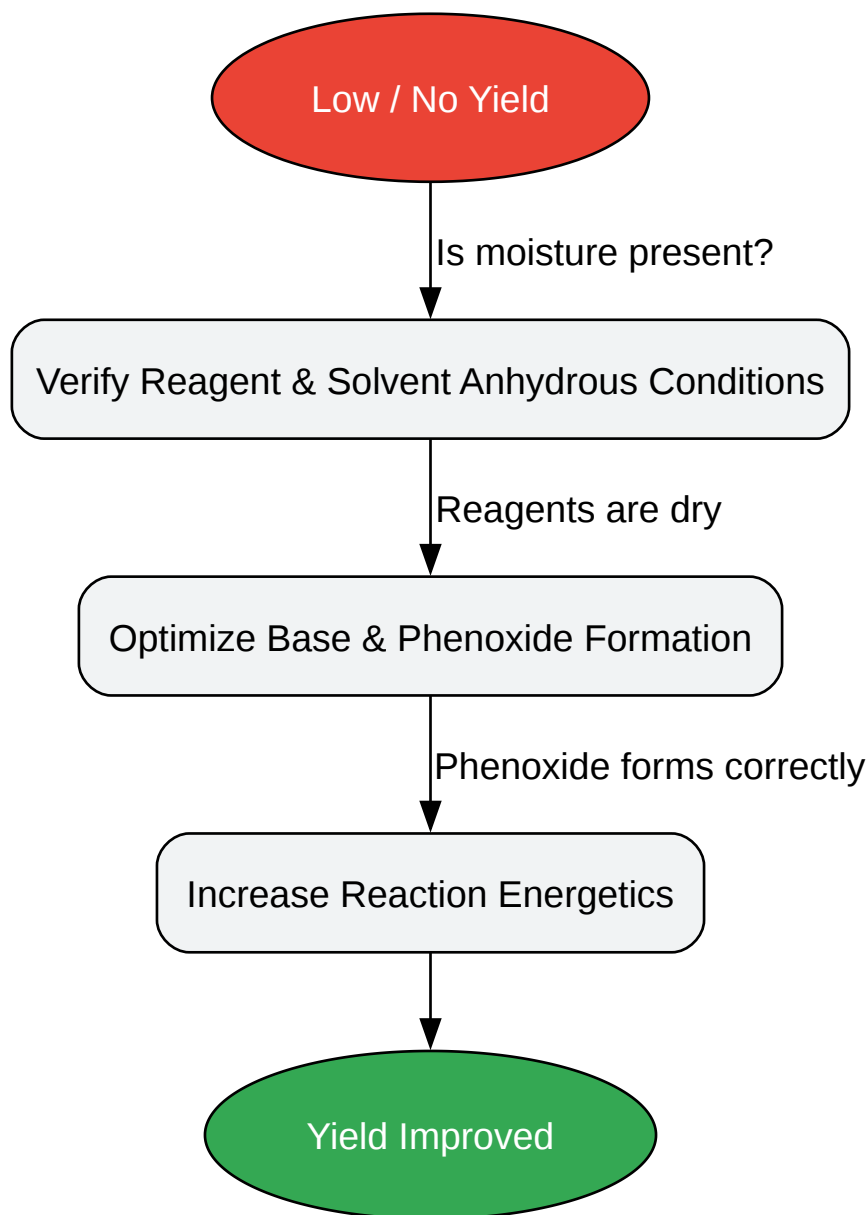 Low / No Yield
Is moisture present?
Verify Reagent & Solvent Anhydrous Conditions
Reagents are dry
Optimize Base & Phenoxide Formation
Phenoxide forms correctly
Increase Reaction Energetics
Yield Improved